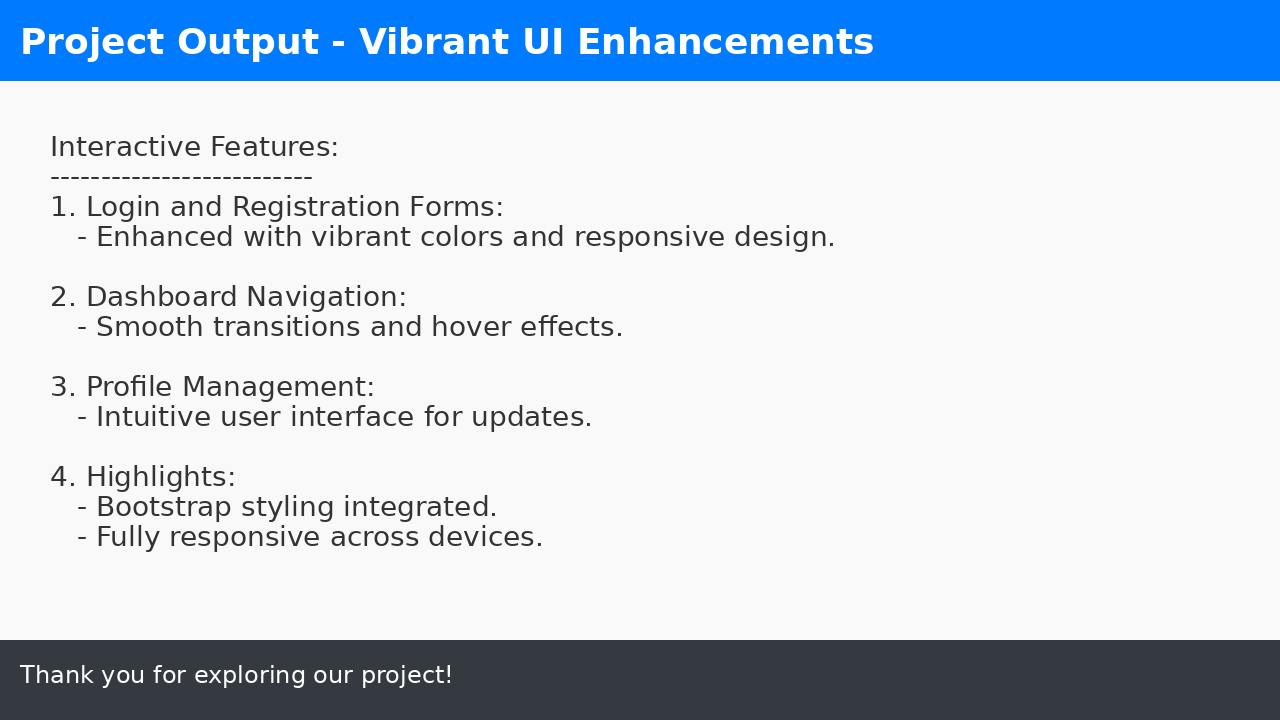 Project Output - Vibrant UI Enhancements
Interactive Features:
--------------------------
1. Login and Registration Forms:
- Enhanced with vibrant colors and responsive design.
2. Dashboard Navigation:
- Smooth transitions and hover effects.
3. Profile Management:
- Intuitive user interface for updates.
4. Highlights:
- Bootstrap styling integrated.
- Fully responsive across devices.
Thank you for exploring our project!